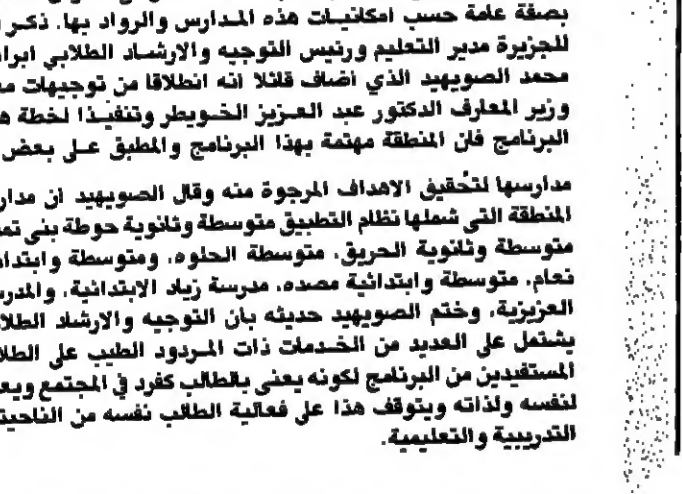 بصفة عامة حسب امكانيات هذه المدارس والرواد بها. ذكر
للجزيرة مدير التعليم ورئيس التوجيه والارشاد الطلابي ابرا
محمد الصويهيد الذي اضاف قائلا انه انطلاقا من توجيهات مع
وزير المعارف الدكتور عبد العزيز الخويطر وتنفيذا لخطة ه
البرنامج فان المنطقة مهتمة بهذا البرنامج والمطبق على بعض
مدارسها لتحقيق الاهداف المرجوة منه وقال الصويهيد ان مدار
المنطقة التي شملها نظام التطبيق متوسطة وثانوية حوطة بني تم
متوسطة وثانوية الحريق. متوسطة الحلوه. ومتوسطة وابتدا
نعام. متوسطة وابتدائية مصده. مدرسة زياد الابتدائية. والمدر
العزيزية. وختم الصويهيد حديثه بان التوجيه والارشاد الطلا
يشتمل على العديد من الخدمات ذات المردود الطيب على الطلا
المستفيدين من البرنامج لكونه يعنى بالطالب كفرد في المجتمع ويع
لنفسه ولذاته ويتوقف هذا على فعالية الطالب نفسه من الناحيت
التدريبية والتعليمية.